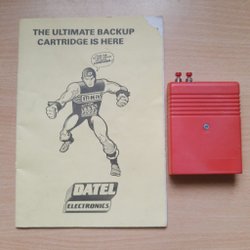 THE ULTIMATE BACKUP
CARTRIDGE IS HERE
DATEL
ELECTRONICS